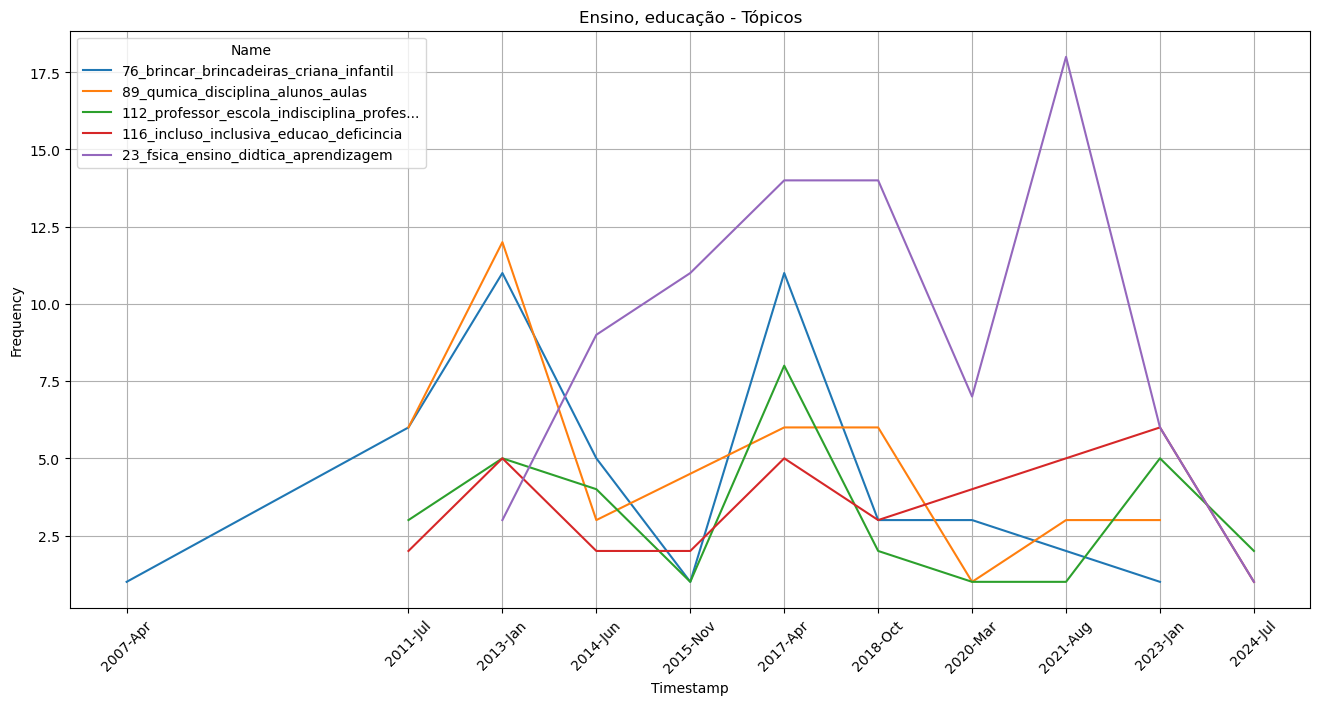 Ensino, educação - Tópicos
Name
76_brincar_brincadeiras_criana_infantil
89_qumica_disciplina_alunos_aulas
112_professor_escola_indisciplina_profes...
116_incluso_inclusiva_educao_deficincia
23_fsica_ensino_didtica_aprendizagem
17.5
15.0
12.5
10.0
7.5
5.0
2.5
Frequency
2007-Apr
2011-Jul
2013-Jan
2014-Jun
2015-Nov
2017-Apr
2018-Oct
2020-Mar
2021-Aug
2023-Jan
2024-Jul
Timestamp